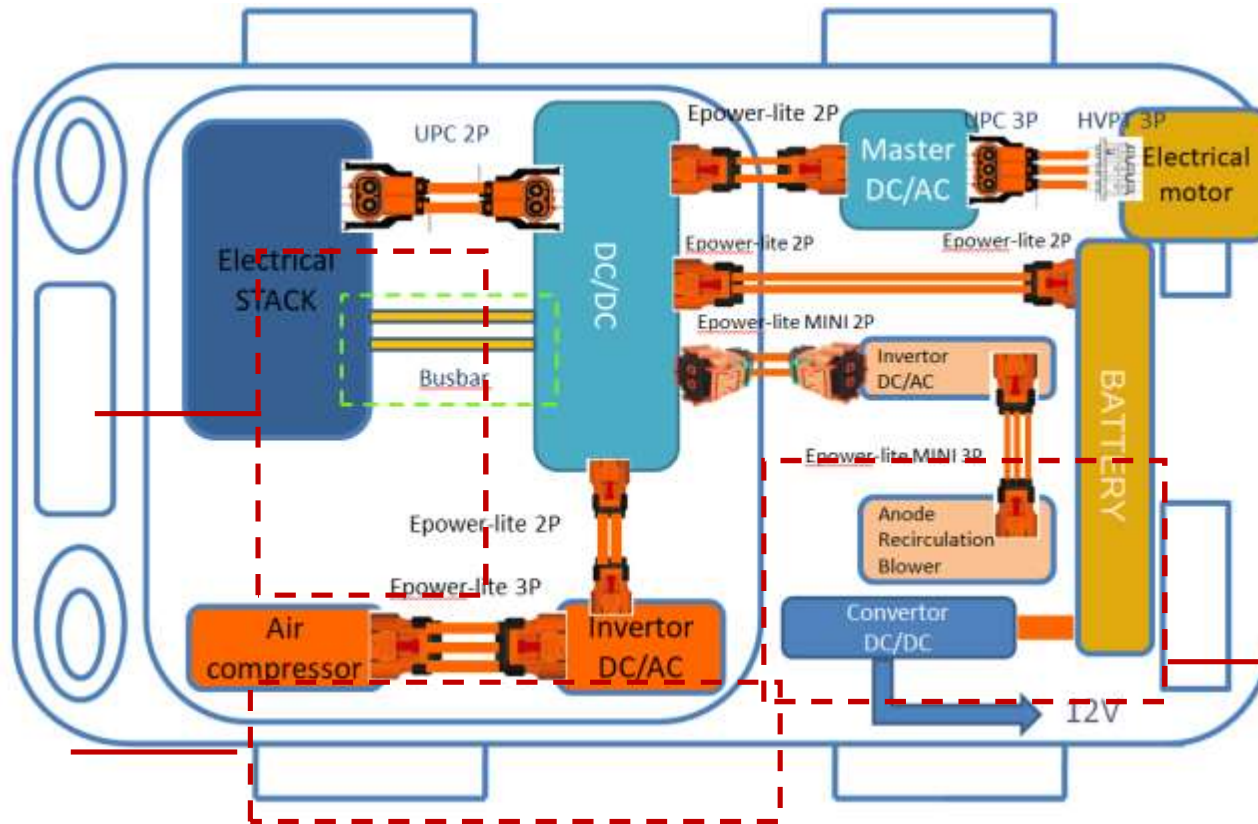 Epower-lite 2P
UPC 2P
UPC 3P
HVPT 3P
Master
DC/AC
Electrical
motor
Electrical
STACK
DC/DC
Epower-lite 2P
Epower-lite 2P
Epower-lite MINI 2P
Invertor
DC/AC
Busbar
BATTERY
Epower-lite MINI 3P
Epower-lite 2P
Anode
Recirculation
Blower
Epower-lite 3P
Air
compressor
Invertor
DC/AC
Convertor
DC/DC
12V